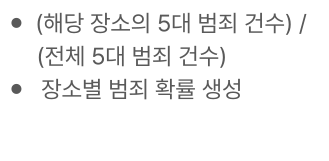 ● (해당 장소의 5대 범죄 건수) /
(전체 5대 범죄 건수)
● 장소별 범죄 확률 생성